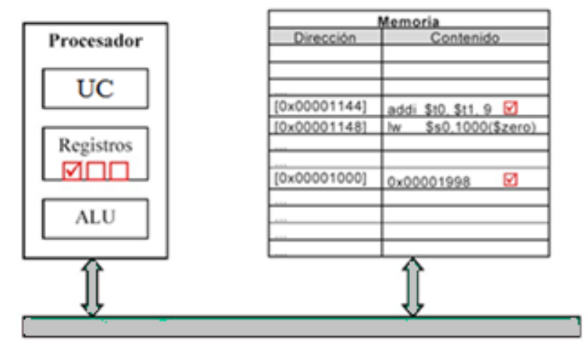 Procesador
UC
Registros
ALU
Memoria
Dirección Contenido
...
[0x00001144] addi $t0, $t1, 9
[0x00001148] lw $s0,1000($zero)
...
...
[0x00001000] 0x00001998
...
...
...
...